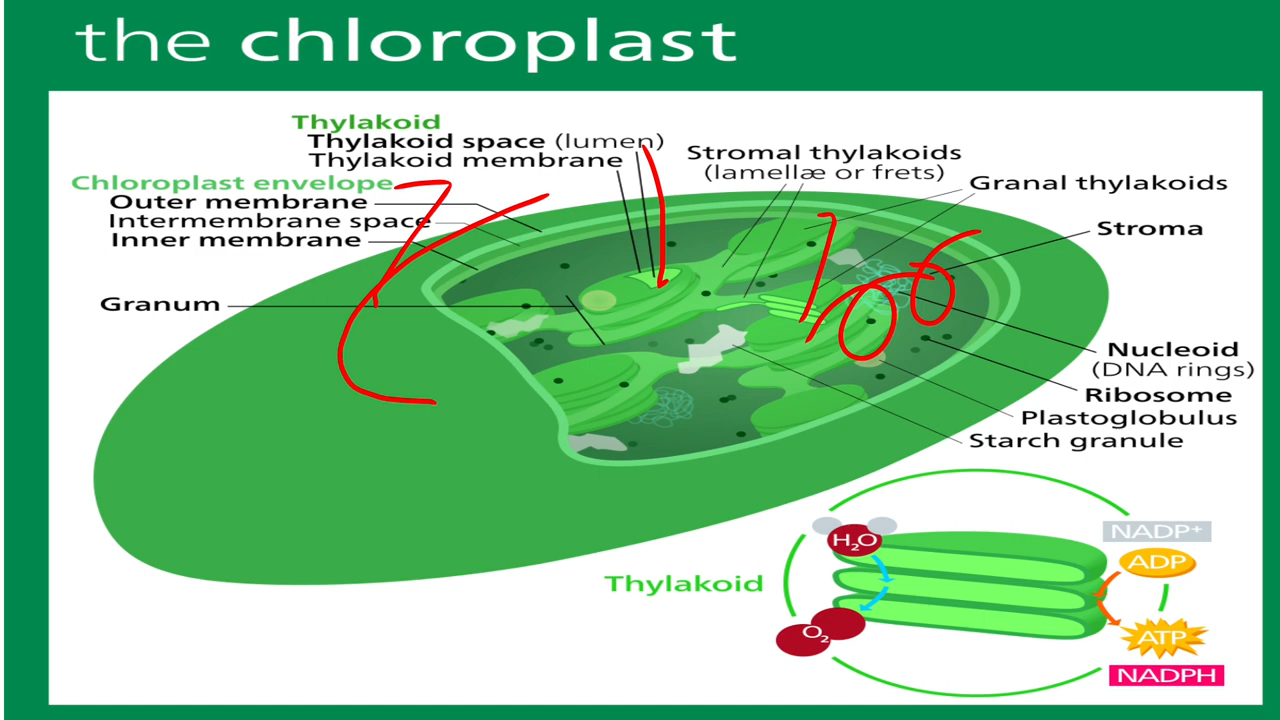 the chloroplast
Thylakoid
Thylakoid space (lumen)
Thylakoid membrane
Chloroplast envelope
Outer membrane
Intermembrane space
Inner membrane
Granum
Stromal thylakoids
(lamellæ or frets)
Granal thylakoids
Stroma
Nucleoid
(DNA rings)
Ribosome
Plastoglobulus
Starch granule
Thylakoid
H₂O
O₂
NADP⁺
ADP
ATP
NADPH